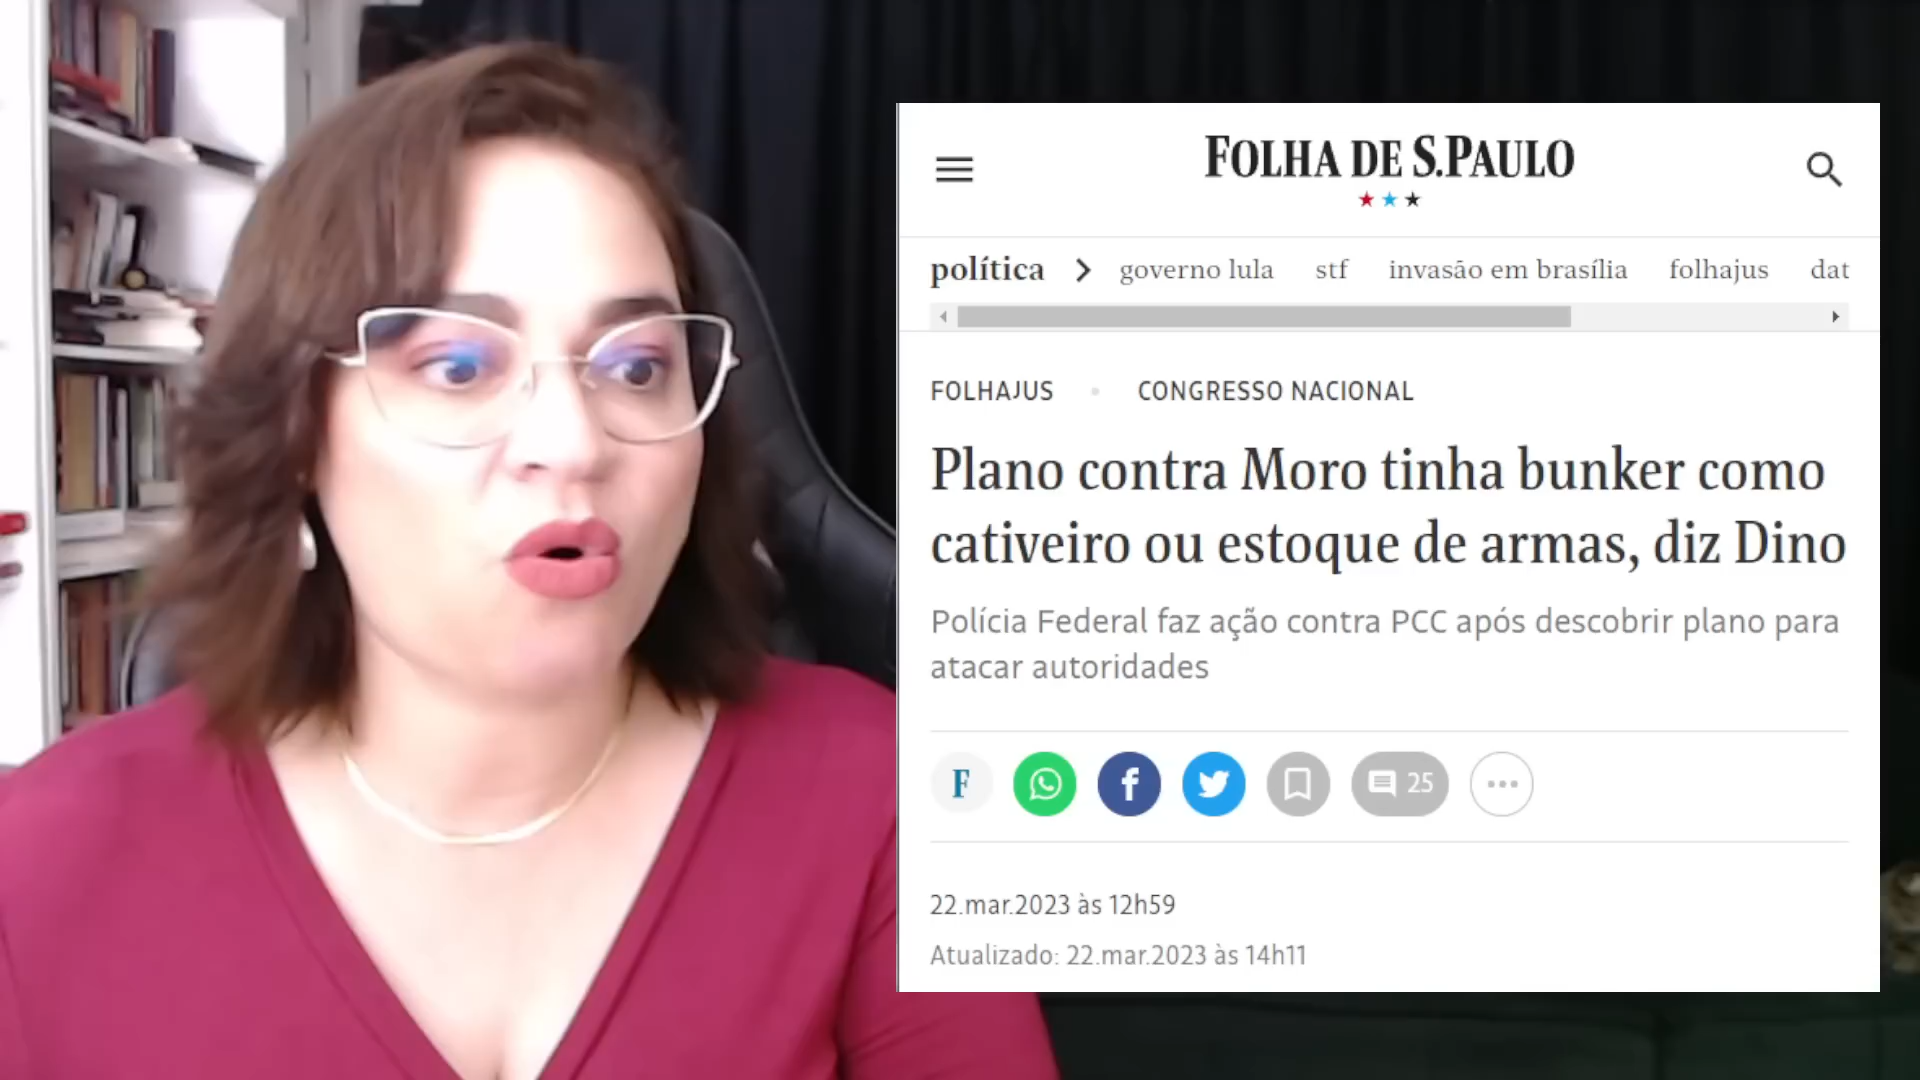 FOLHA DE S.PAULO
política
governo lula stf invasão em brasília folhajus dat
FOLHAJUS • CONGRESSO NACIONAL
Plano contra Moro tinha bunker como
cativeiro ou estoque de armas, diz Dino
Polícia Federal faz ação contra PCC após descobrir plano para
atacar autoridades
F
f
25
22.mar.2023 às 12h59
Atualizado: 22.mar.2023 às 14h11